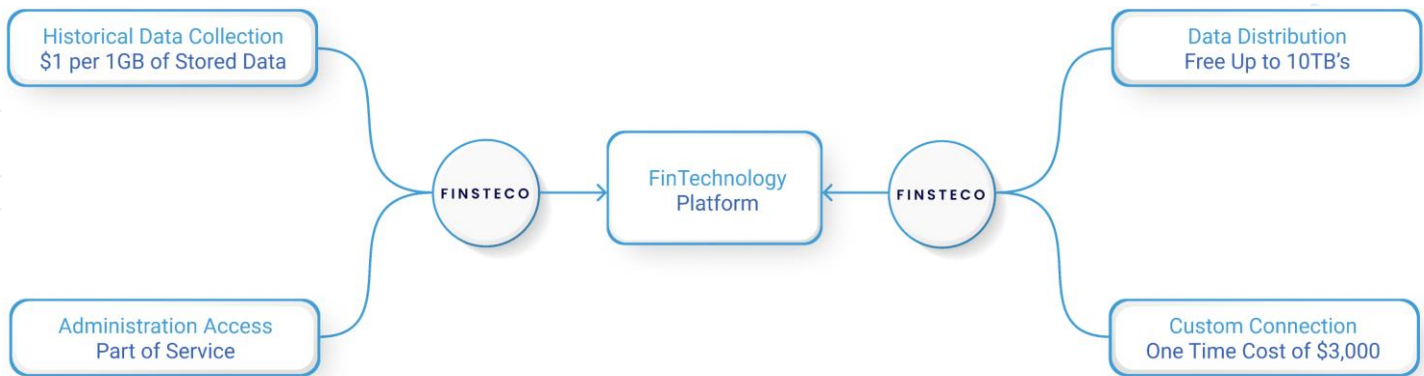 Historical Data Collection
$1 per 1GB of Stored Data
Data Distribution
Free Up to 10TB's
FINSTECO
FinTechnology
Platform
FINSTECO
Administration Access
Part of Service
Custom Connection
One Time Cost of $3,000